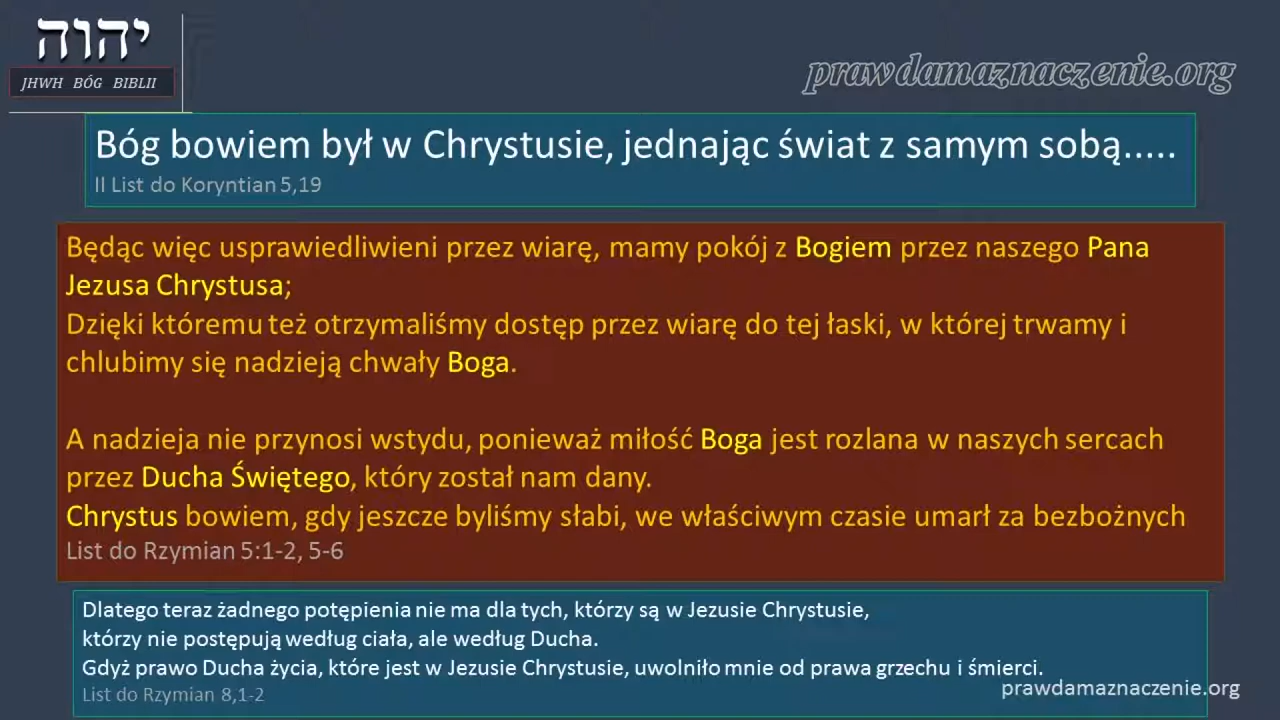 יהוה
JHWH BÓG BIBLII
prawdamaznaczenie.org
Bóg bowiem był w Chrystusie, jednając świat z samym sobą.....
II List do Koryntian 5,19
Będąc więc usprawiedliwieni przez wiarę, mamy pokój z Bogiem przez naszego Pana
Jezusa Chrystusa;
Dzięki któremu też otrzymaliśmy dostęp przez wiarę do tej łaski, w której trwamy i
chlubimy się nadzieją chwały Boga.
A nadzieja nie przynosi wstydu, ponieważ miłość Boga jest rozlana w naszych sercach
przez Ducha Świętego, który został nam dany.
Chrystus bowiem, gdy jeszcze byliśmy słabi, we właściwym czasie umarł za bezbożnych
List do Rzymian 5:1-2, 5-6
Dlatego teraz żadnego potępienia nie ma dla tych, którzy są w Jezusie Chrystusie,
którzy nie postępują według ciała, ale według Ducha.
Gdyż prawo Ducha życia, które jest w Jezusie Chrystusie, uwolniło mnie od prawa grzechu i śmierci.
List do Rzymian 8,1-2
prawdamaznaczenie.org